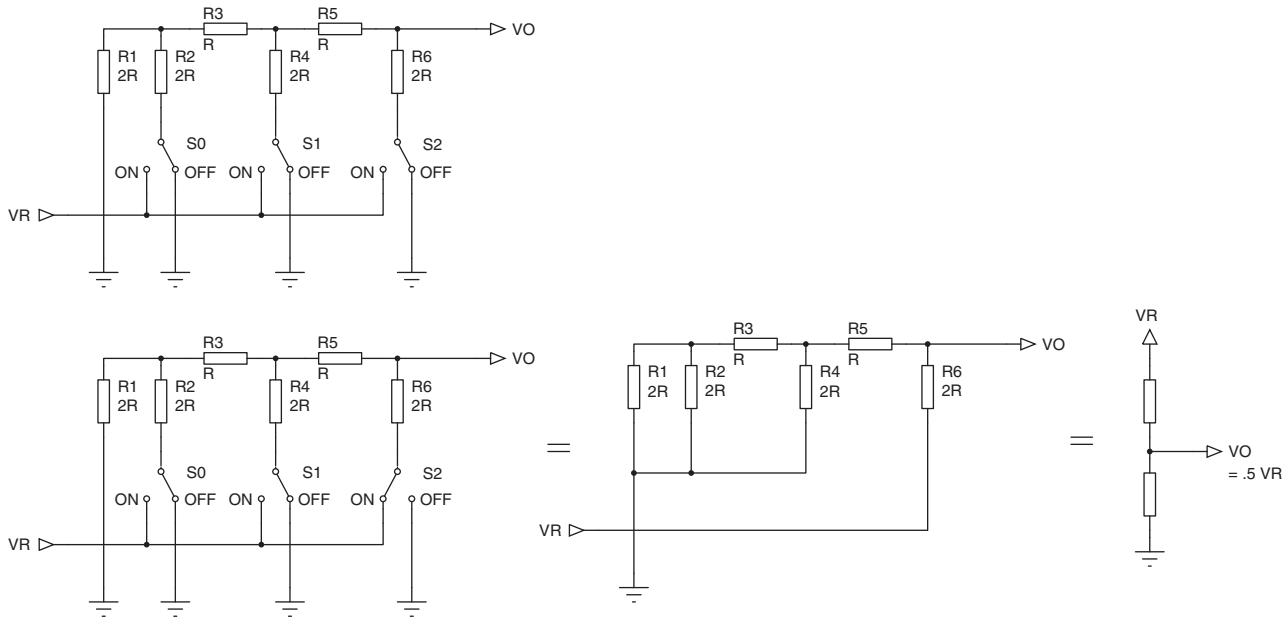 R3 R5
VO
R
R
R1 R2 R4 R6
2R 2R 2R 2R
S0 S1 S2
ON OFF ON OFF ON OFF
VR
R3 R5
VO
R R
R1 R2 R4 R6
2R 2R 2R 2R
S0 S1 S2
ON OFF ON OFF ON OFF
VR
=
R3 R5
VO
R R
R1 R2 R4 R6
2R 2R 2R 2R
VR
=
VR
VO
= .5 VR